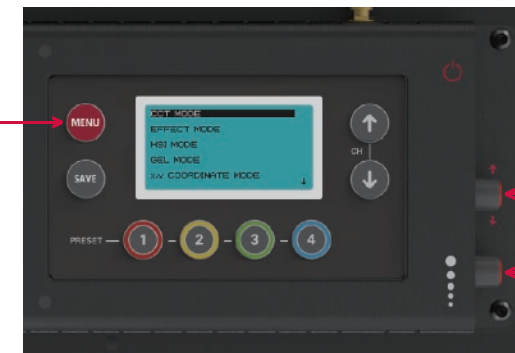 MENU
SAVE
CCT MODE
EFFECT MODE
HSI MODE
GEL MODE
x/y COORDINATE MODE
↓
↑
CH
↓
PRESET
1 - 2 - 3 - 4